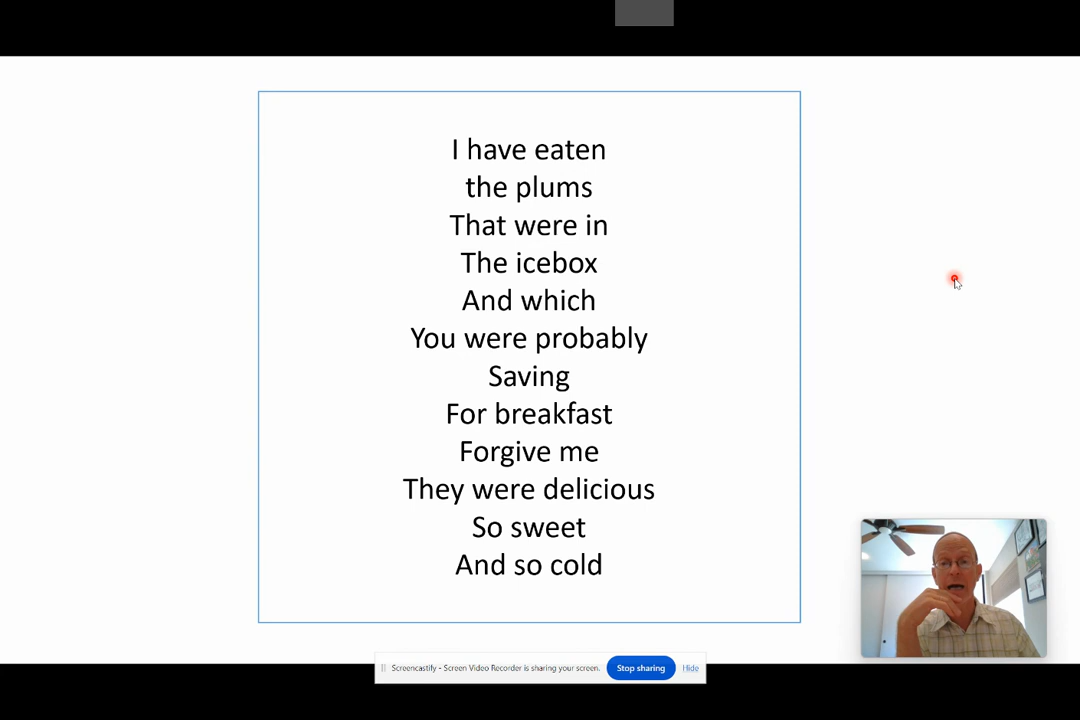 I have eaten
the plums
That were in
The icebox
And which
You were probably
Saving
For breakfast
Forgive me
They were delicious
So sweet
And so cold
Screencastify - Screen Video Recorder is sharing your screen. Stop sharing Hide